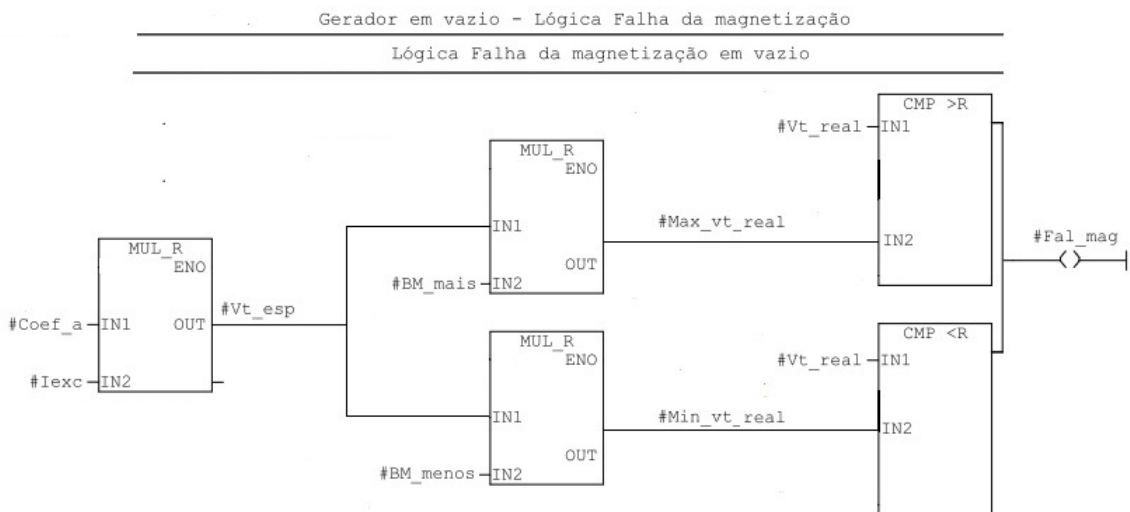 Gerador em vazio - Lógica Falha da magnetização
Lógica Falha da magnetização em vazio
CMP >R
#Vt_real IN1
MUL_R
ENO
#Max_vt_real
IN1
IN2
#Fal_mag
MUL_R
ENO
OUT
#BM_mais IN2
#Vt_esp
#Coef_a IN1 OUT
CMP <R
MUL_R
ENO
#Vt_real IN1
#Iexc IN2
#Min_vt_real
IN1
IN2
OUT
#BM_menos IN2